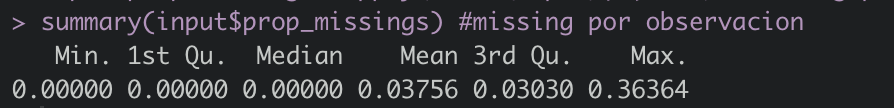 > summary(input$prop_missings) #missing por observacion
Min. 1st Qu. Median Mean 3rd Qu. Max.
0.00000 0.00000 0.00000 0.03756 0.03030 0.36364